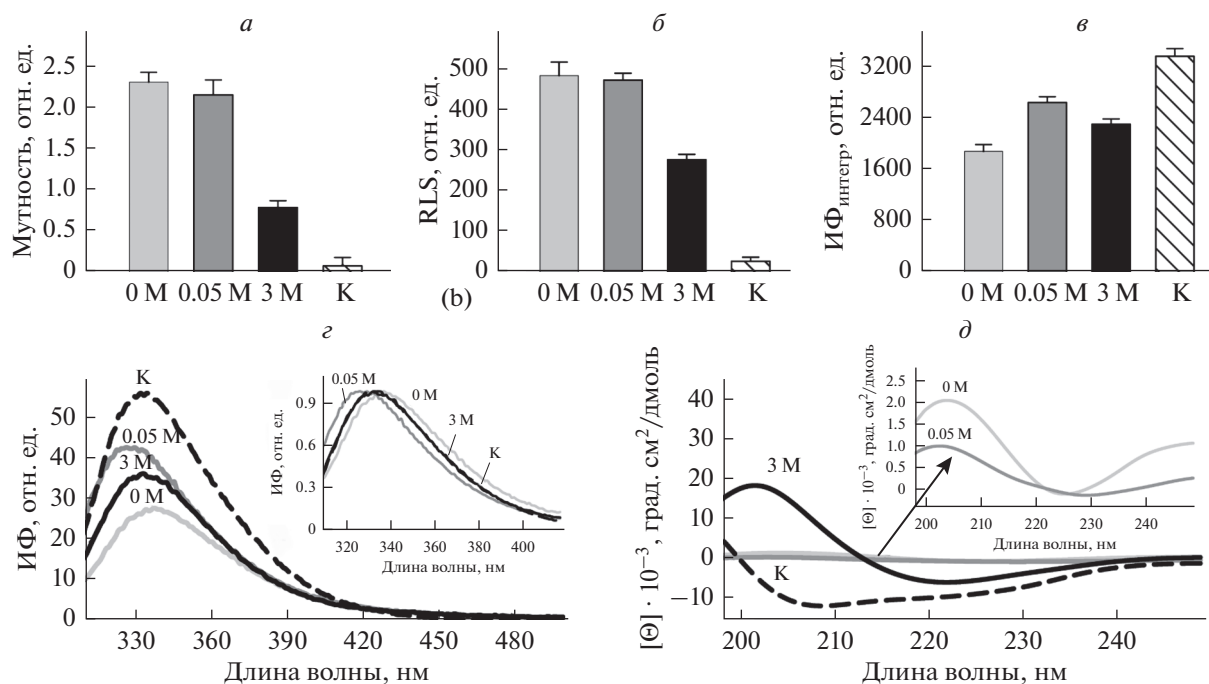 а
Мутность, отн. ед.
2.5
2.0
1.5
1.0
0.5
0
0 М 0.05 М 3 М К
б
RLS, отн. ед.
500
400
300
200
100
0
0 М 0.05 М 3 М К
(b)
в
ИФинтегр, отн. ед.
3200
2400
1600
800
0
0 М 0.05 М 3 М К
г
ИФ, отн. ед.
50
40
30
20
10
0
К
0.05 М
3 М
0 М
330 360 390 420 450 480
Длина волны, нм
ИФ, отн. ед.
0.9
0.6
0.3
0
0.05 М
0 М
3 М
К
320 340 360 380 400
Длина волны, нм
д
[Θ] · 10⁻³, град. см²/дмоль
40
30
20
10
0
−10
3 М
К
200 210 220 230 240
Длина волны, нм
[Θ] · 10⁻³, град. см²/дмоль
2.5
2.0
1.5
1.0
0.5
0
0 М
0.05 М
200 210 220 230 240
Длина волны, нм